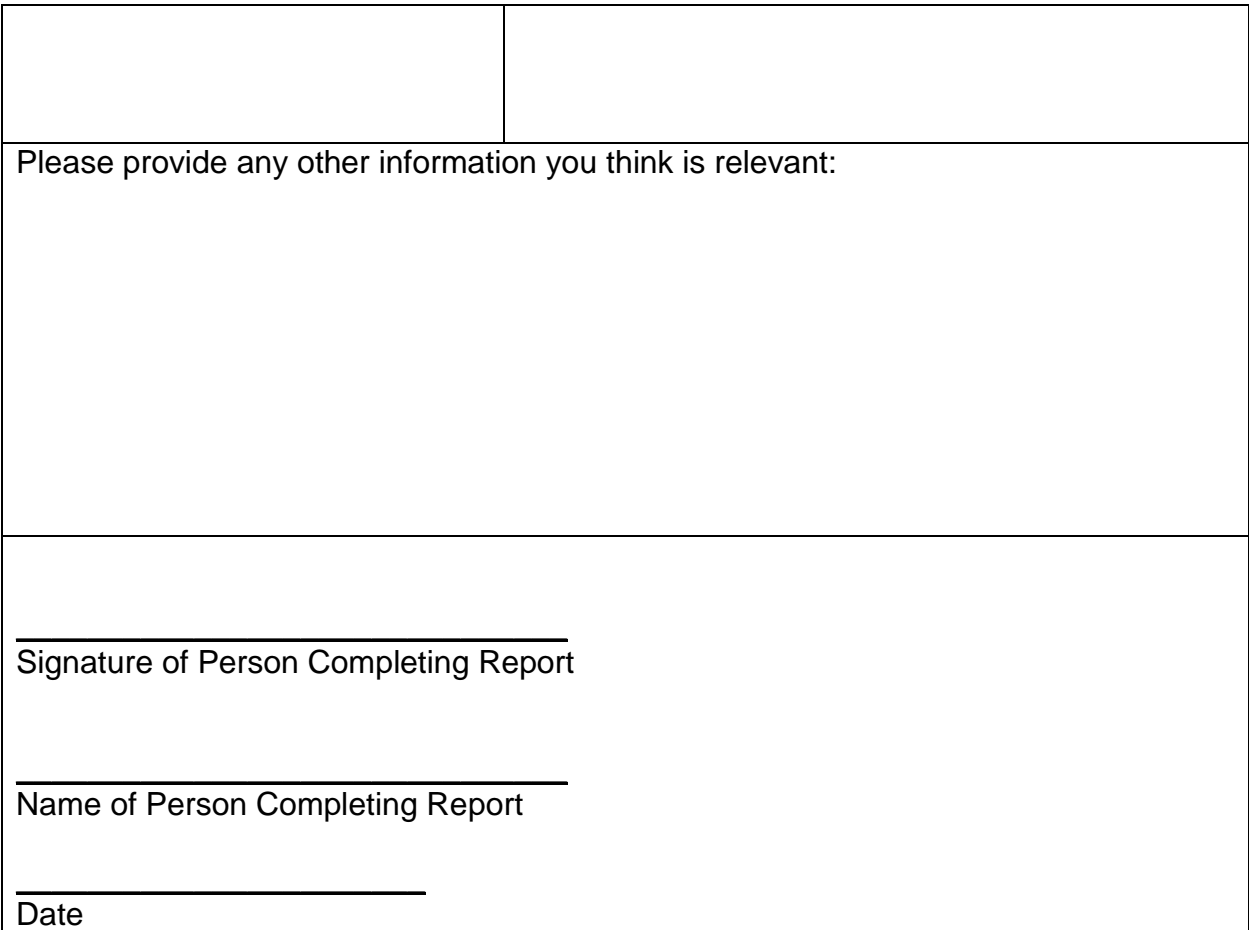 Please provide any other information you think is relevant:
Signature of Person Completing Report
Name of Person Completing Report
Date